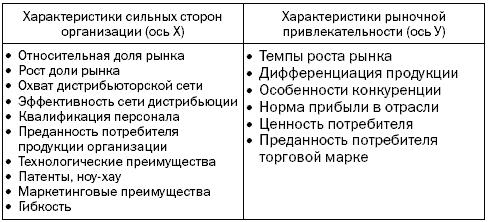 Характеристики сильных сторон
организации (ось X)
• Относительная доля рынка
• Рост доли рынка
• Охват дистрибьюторской сети
• Эффективность сети дистрибьюции
• Квалификация персонала
• Преданность потребителя
продукции организации
• Технологические преимущества
• Патенты, ноу-хау
• Маркетинговые преимущества
• Гибкость
Характеристики рыночной
привлекательности (ось У)
• Темпы роста рынка
• Дифференциация продукции
• Особенности конкуренции
• Норма прибыли в отрасли
• Ценность потребителя
• Преданность потребителя
торговой марке